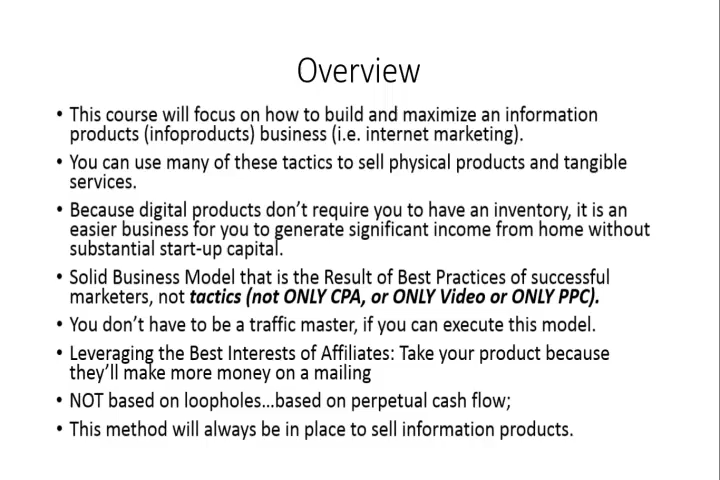 Overview
• This course will focus on how to build and maximize an information
products (infoproducts) business (i.e. internet marketing).
• You can use many of these tactics to sell physical products and tangible
services.
• Because digital products don't require you to have an inventory, it is an
easier business for you to generate significant income from home without
substantial start-up capital.
• Solid Business Model that is the Result of Best Practices of successful
marketers, not tactics (not ONLY CPA, or ONLY Video or ONLY PPC).
• You don't have to be a traffic master, if you can execute this model.
• Leveraging the Best Interests of Affiliates: Take your product because
they'll make more money on a mailing
• NOT based on loopholes...based on perpetual cash flow;
• This method will always be in place to sell information products.